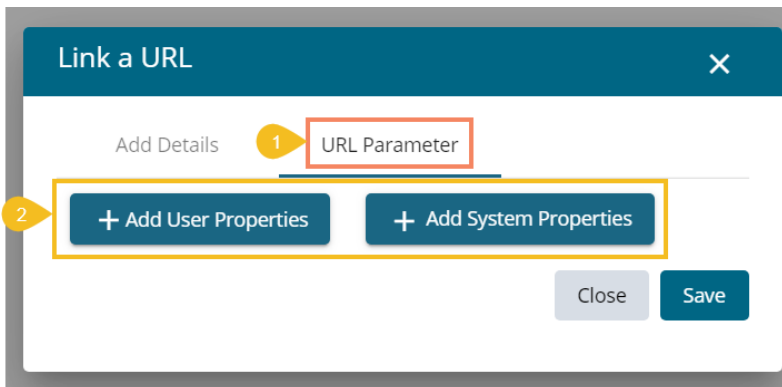 Link a URL
Add Details
1
URL Parameter
2
+ Add User Properties
+ Add System Properties
Close
Save